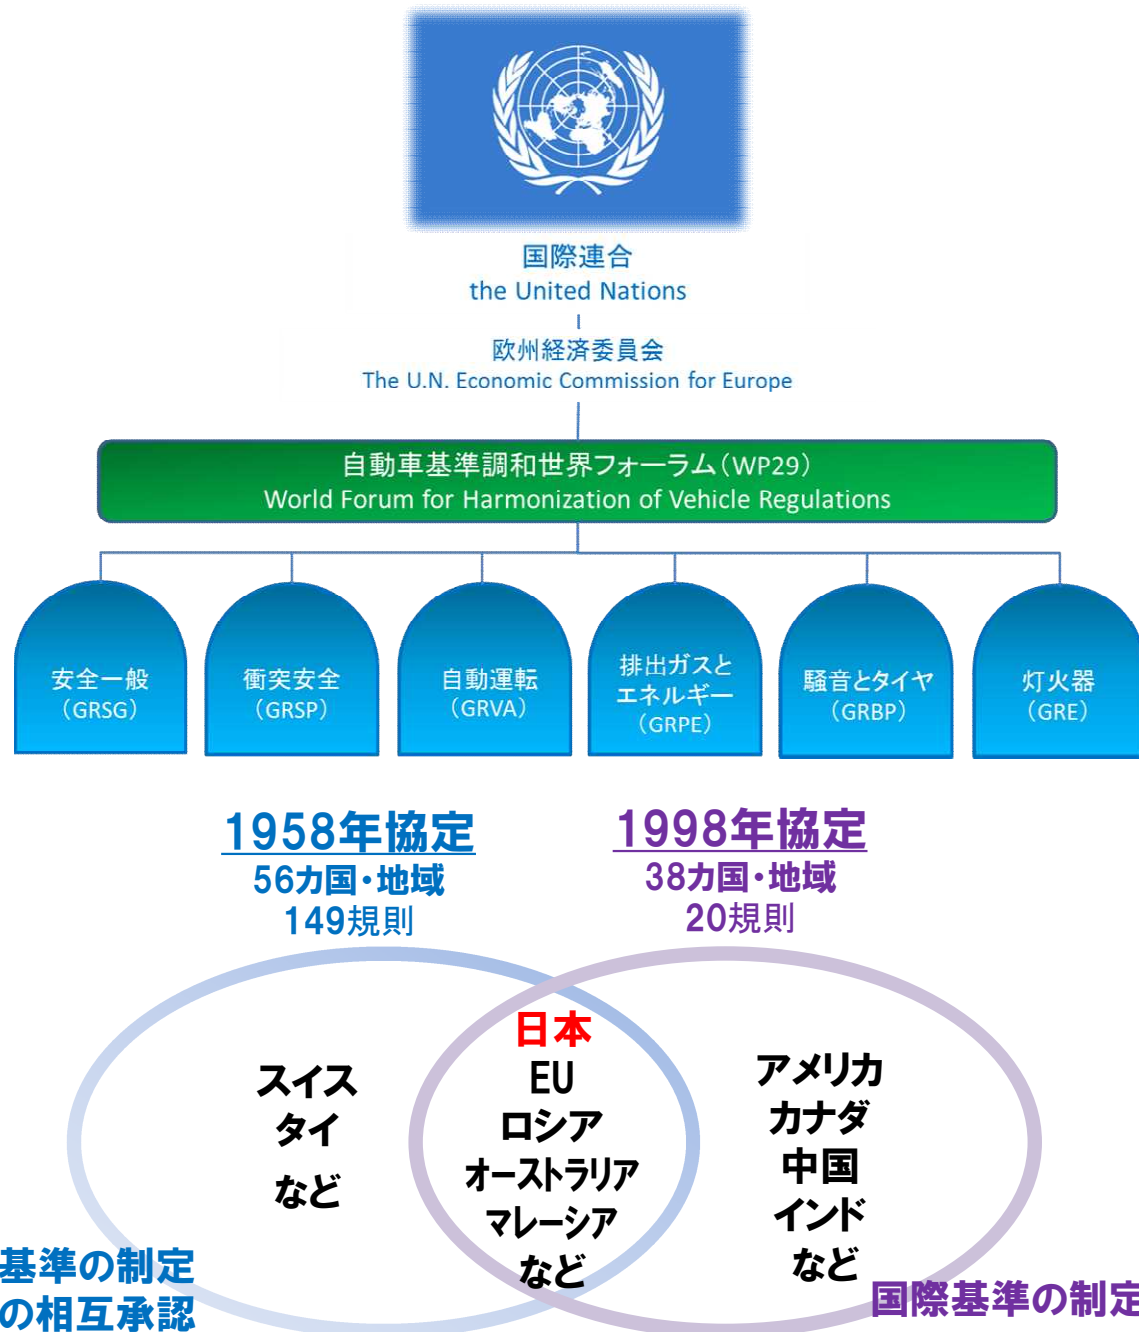 国際連合
the United Nations
欧州経済委員会
The U.N. Economic Commission for Europe
自動車基準調和世界フォーラム(WP29)
World Forum for Harmonization of Vehicle Regulations
安全一般
(GRSG)
衝突安全
(GRSP)
自動運転
(GRVA)
排出ガスと
エネルギー
(GRPE)
騒音とタイヤ
(GRBP)
灯火器
(GRE)
1958年協定
56カ国・地域
149規則
1998年協定
38カ国・地域
20規則
スイス
タイ
など
日本
EU
ロシア
オーストラリア
マレーシア
など
アメリカ
カナダ
中国
インド
など
基準の制定
の相互承認
国際基準の制定